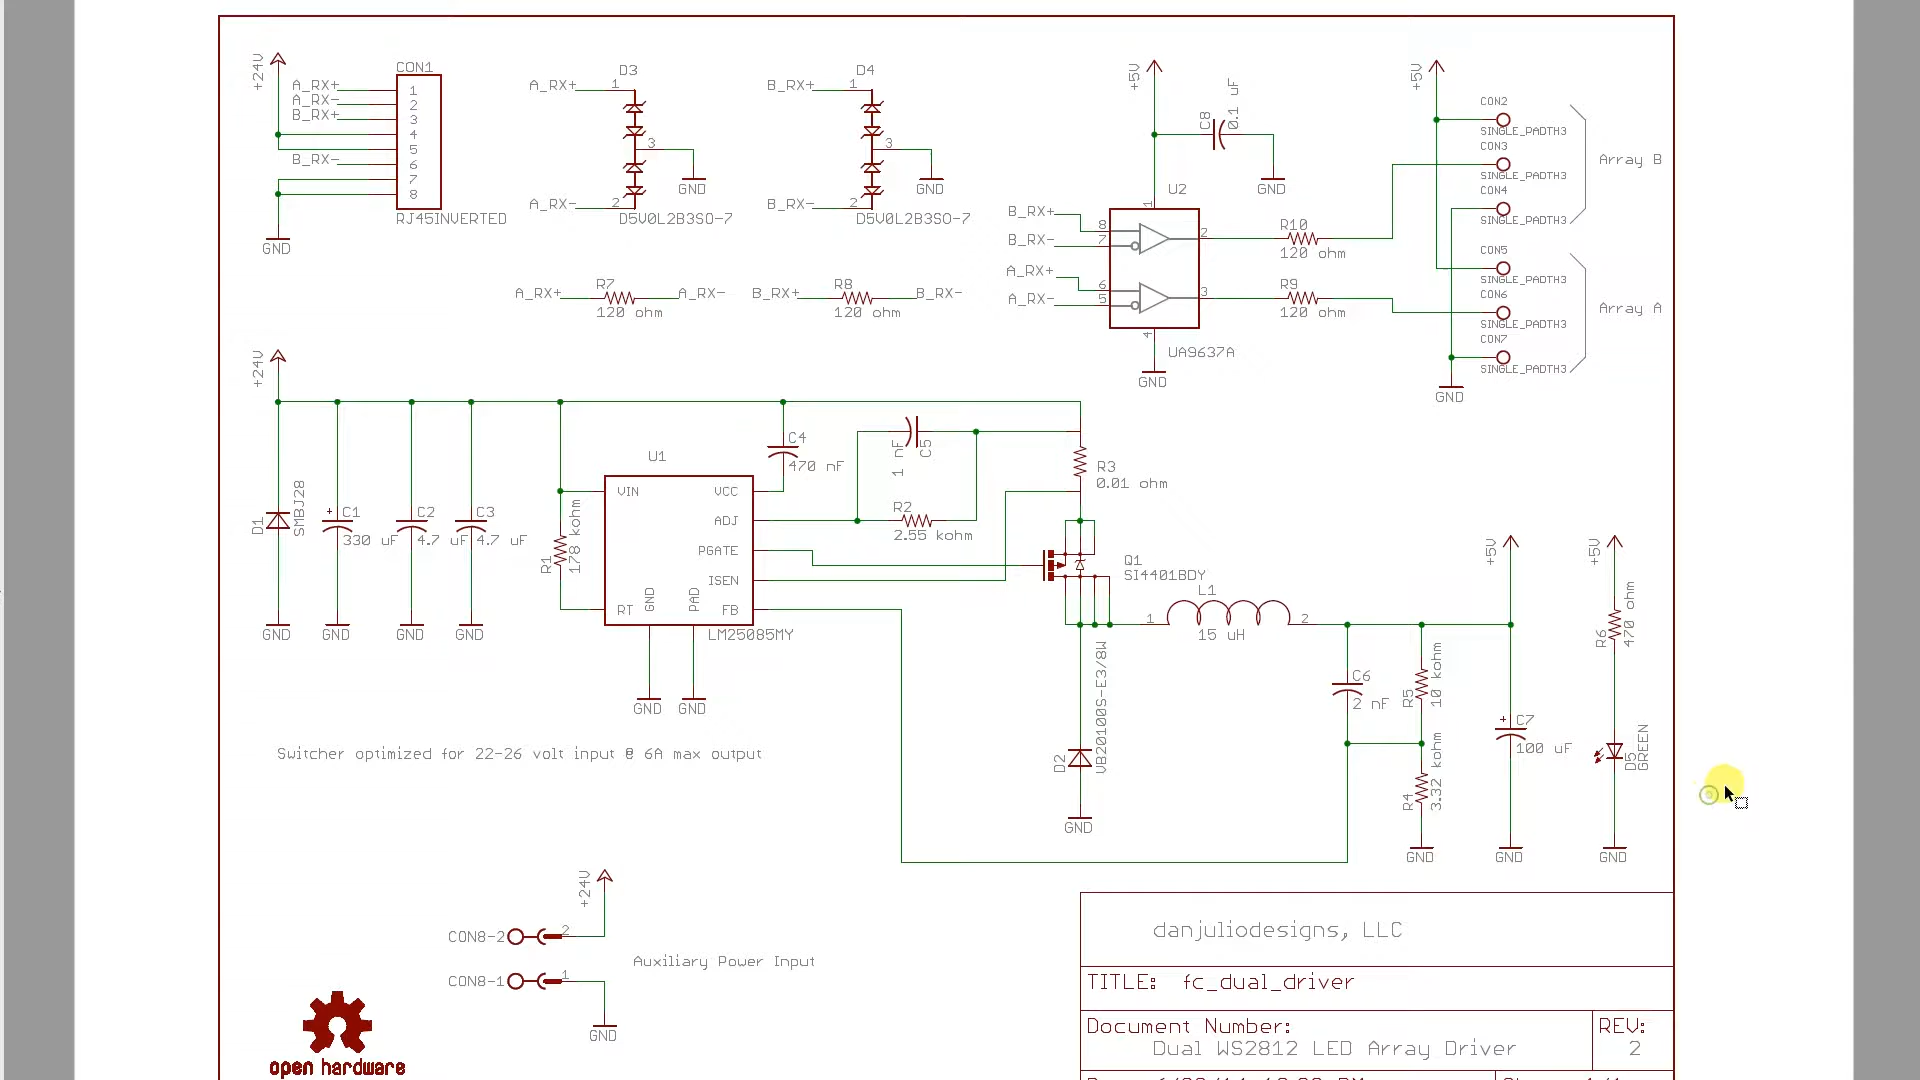 +24V
A_RX+
A_RX-
B_RX+
B_RX-
CON1
1
2
3
4
5
6
7
8
RJ45INVERTED
GND
A_RX+
A_RX-
D3
1
3
2
GND
D5V0L2B3SO-7
B_RX+
B_RX-
D4
1
3
2
GND
D5V0L2B3SO-7
A_RX+
R7
A_RX-
120 ohm
B_RX+
R8
B_RX-
120 ohm
+5V
C8
0.1 uF
GND
U2
1
B_RX+
B_RX-
A_RX+
A_RX-
8
7
6
5
2
3
4
UA9637A
GND
R10
120 ohm
R9
120 ohm
+5V
CON2
SINGLE_PADTH3
CON3
SINGLE_PADTH3
CON4
SINGLE_PADTH3
CON5
SINGLE_PADTH3
CON6
SINGLE_PADTH3
CON7
SINGLE_PADTH3
Array B
Array A
GND
+24V
D1
SMBJ28
GND
+
C1
330 uF
GND
C2
4.7 uF
GND
C3
4.7 uF
GND
R1
178 kohm
U1
VIN
RT
GND
PAD
VCC
ADJ
PGATE
ISEN
FB
LM25085MY
GND
GND
C4
470 nF
1 nF
C5
R2
2.55 kohm
R3
0.01 ohm
Q1
SI4401BDY
L1
1
2
15 uH
D2
VB20100S-E3/8W
GND
C6
2 nF
R5
10 kohm
R4
3.32 kohm
GND
+5V
+
C7
100 uF
GND
+5V
R6
470 ohm
D5
GREEN
GND
Switcher optimized for 22-26 volt input @ 6A max output
+24V
CON8-2
2
CON8-1
1
Auxiliary Power Input
GND
open hardware
danjuliodesigns, LLC
TITLE: fc_dual_driver
Document Number:
Dual WS2812 LED Array Driver
REV:
2